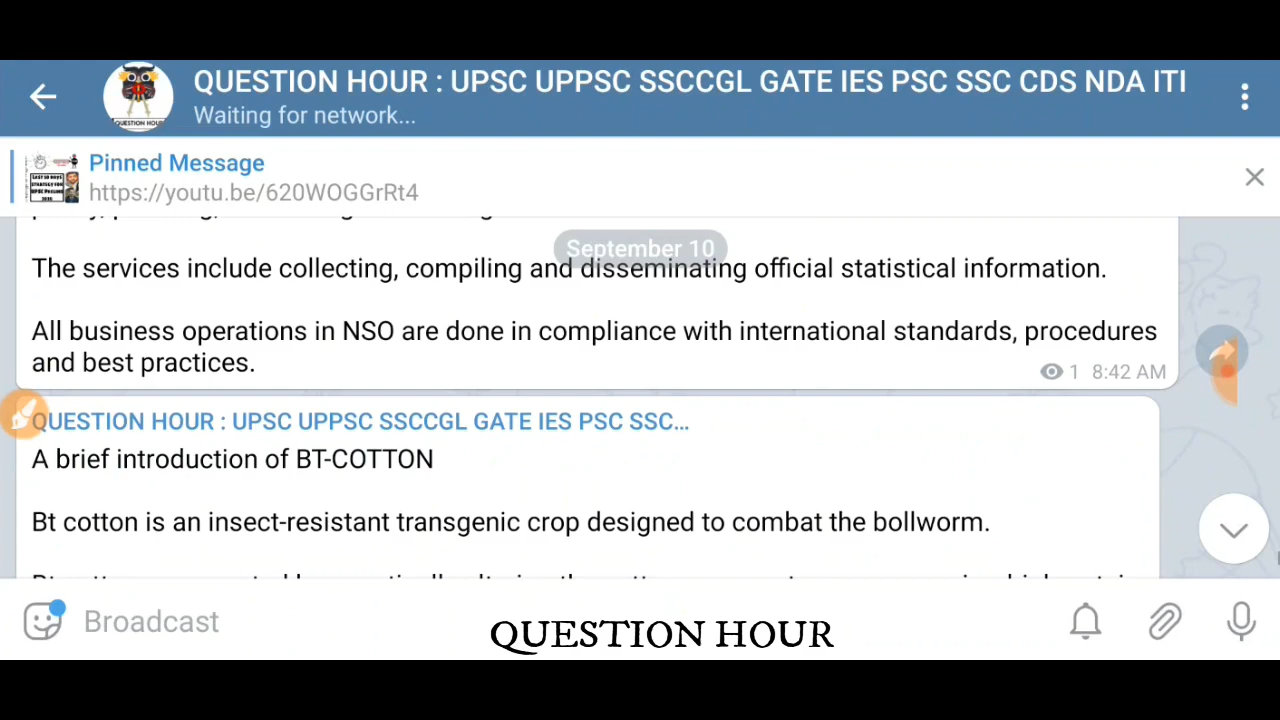 QUESTION HOUR : UPSC UPPSC SSCCGL GATE IES PSC SSC CDS NDA ITI
Waiting for network...
Pinned Message
https://youtu.be/620WOGGrRt4
September 10
The services include collecting, compiling and disseminating official statistical information.
All business operations in NSO are done in compliance with international standards, procedures
and best practices.
1 8:42 AM
QUESTION HOUR : UPSC UPPSC SSCCGL GATE IES PSC SSC...
A brief introduction of BT-COTTON
Bt cotton is an insect-resistant transgenic crop designed to combat the bollworm.
Broadcast
QUESTION HOUR